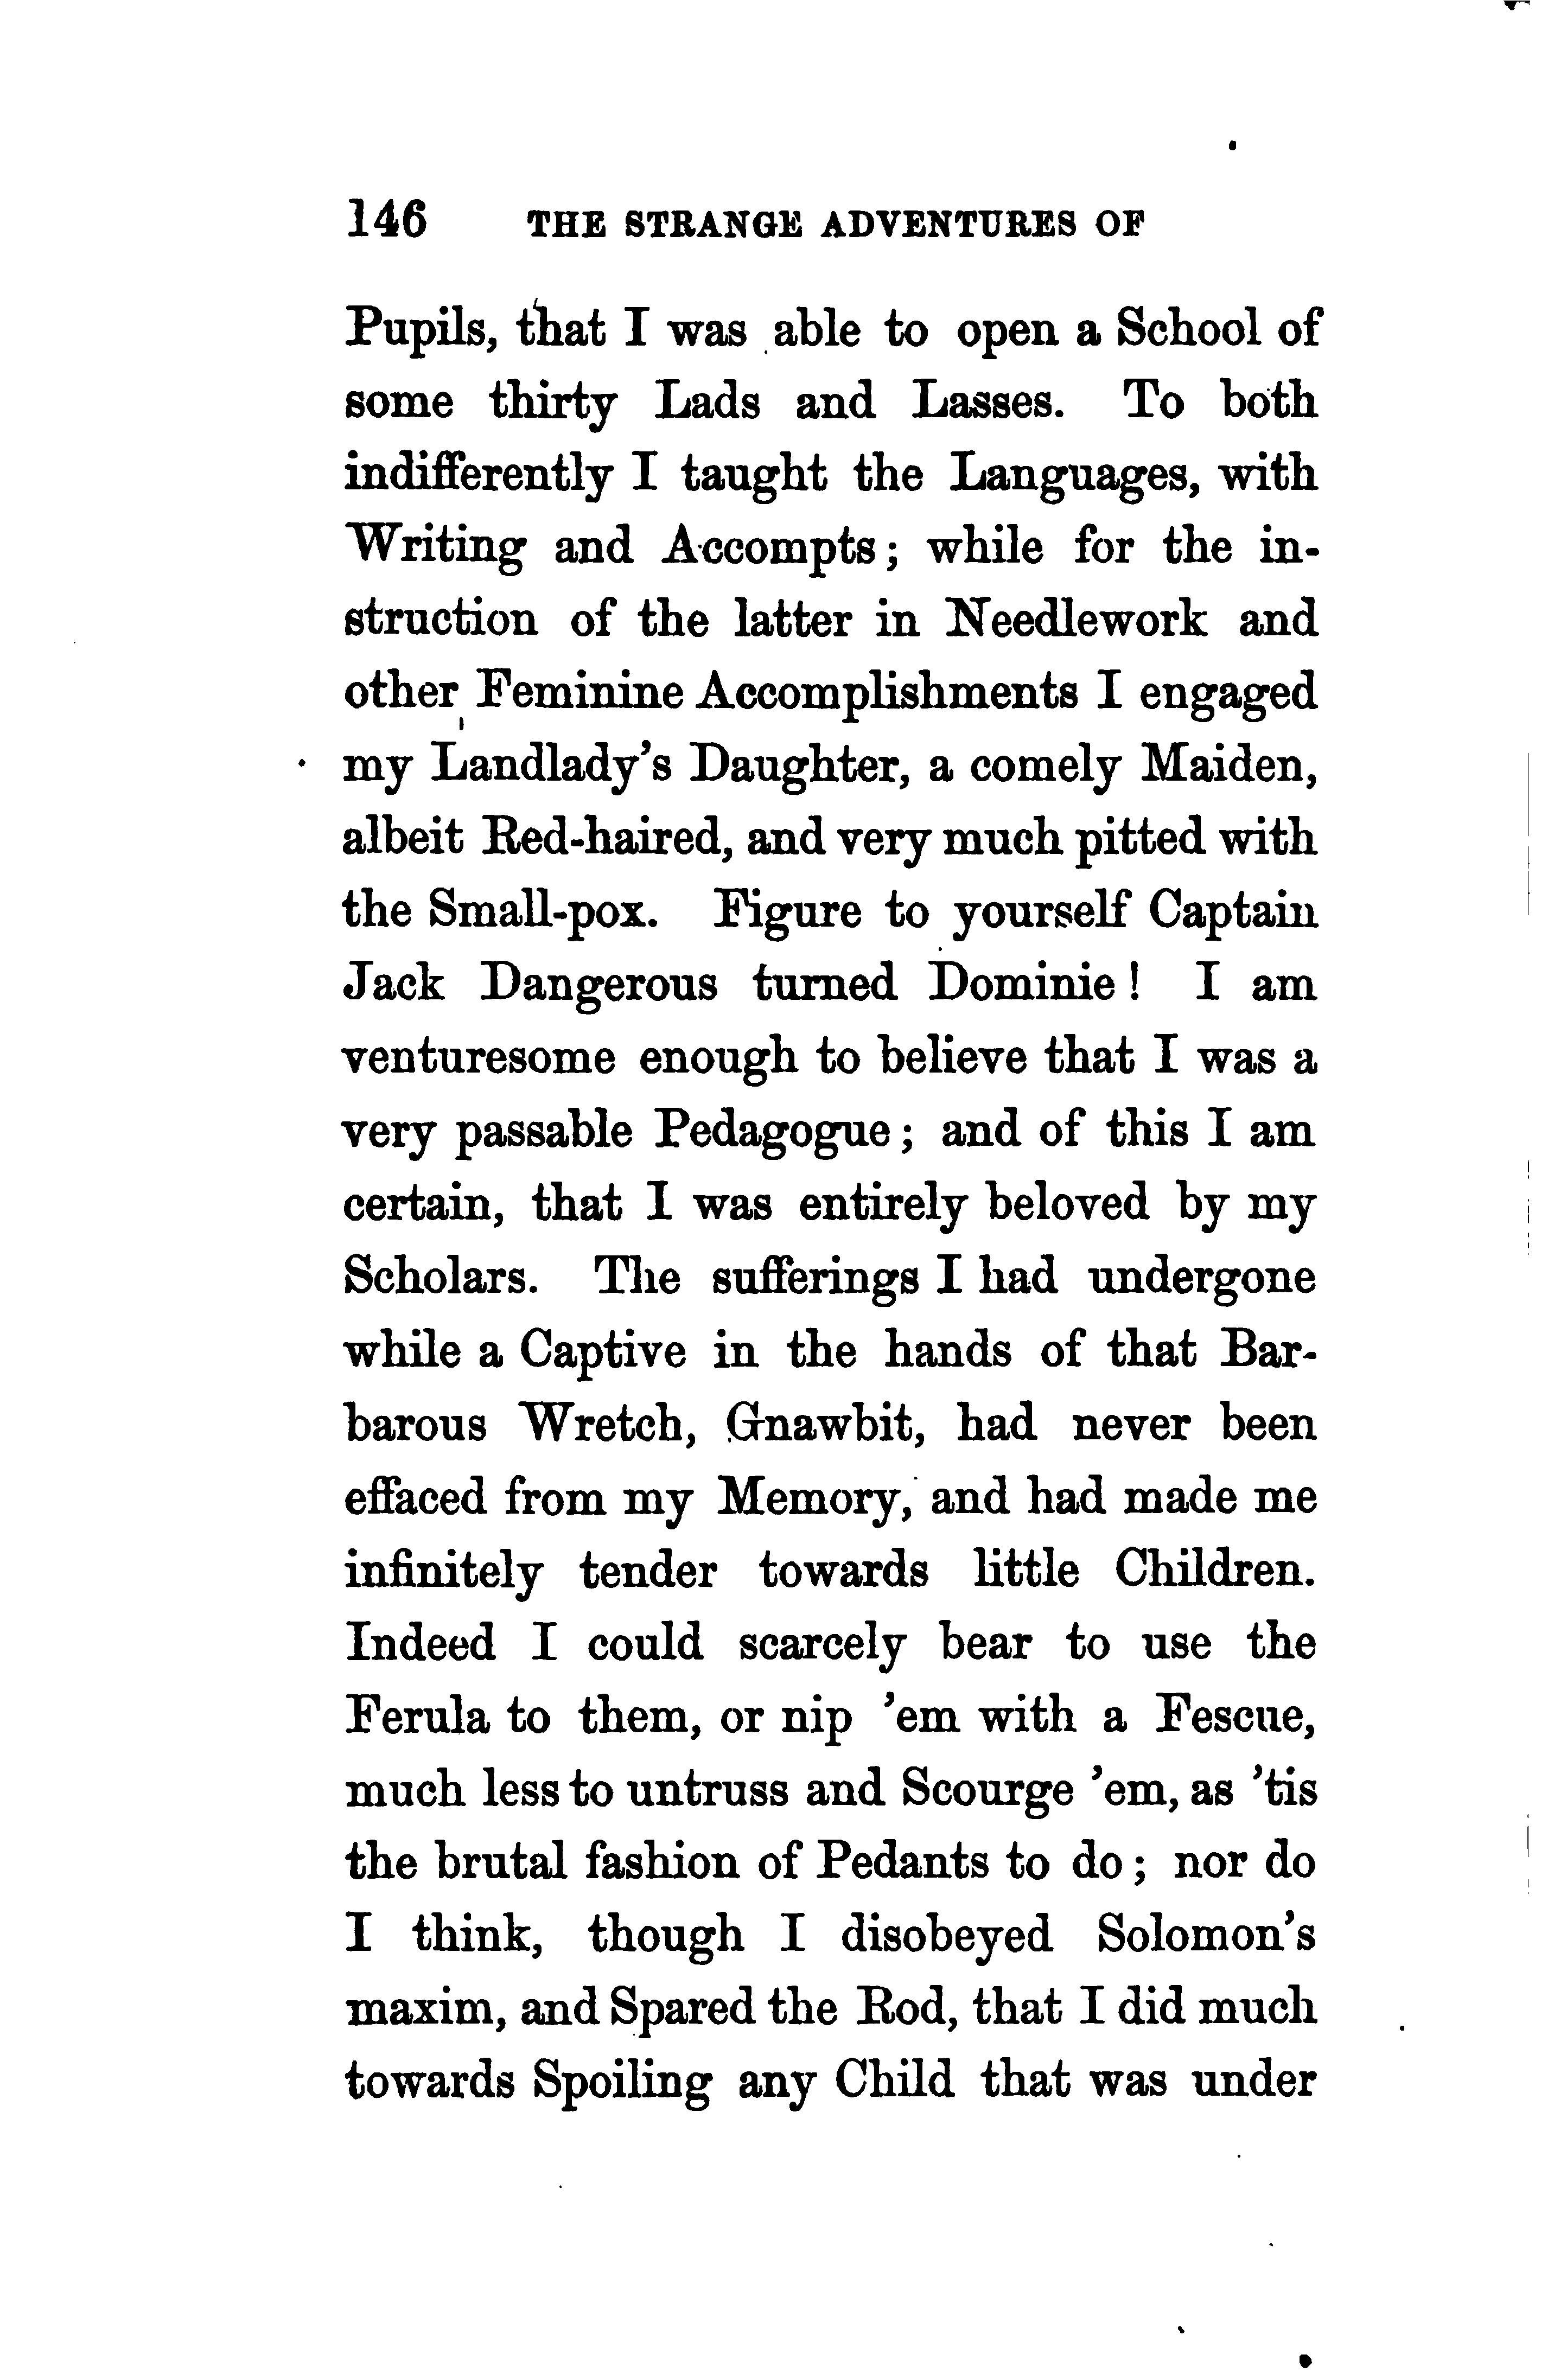 146 THE STRANGE ADVENTURES OF
Pupils, that I was able to open a School of
some thirty Lads and Lasses. To both
indifferently I taught the Languages, with
Writing and Accompts; while for the in-
struction of the latter in Needlework and
other Feminine Accomplishments I engaged
my Landlady's Daughter, a comely Maiden,
albeit Red-haired, and very much pitted with
the Small-pox. Figure to yourself Captain
Jack Dangerous turned Dominie! I am
venturesome enough to believe that I was a
very passable Pedagogue; and of this I am
certain, that I was entirely beloved by my
Scholars. The sufferings I had undergone
while a Captive in the hands of that Bar-
barous Wretch, Gnawbit, had never been
effaced from my Memory, and had made me
infinitely tender towards little Children.
Indeed I could scarcely bear to use the
Ferula to them, or nip 'em with a Fescue,
much less to untruss and Scourge 'em, as 'tis
the brutal fashion of Pedants to do; nor do
I think, though I disobeyed Solomon's
maxim, and Spared the Rod, that I did much
towards Spoiling any Child that was under